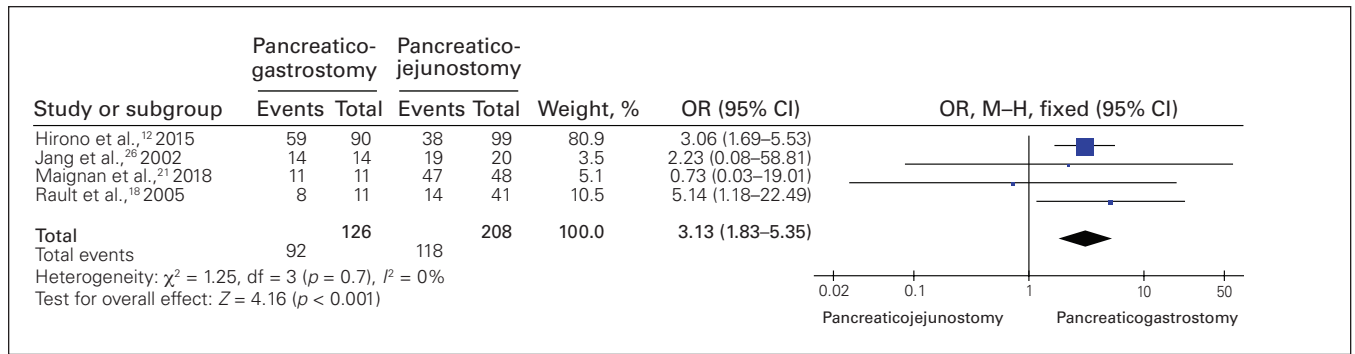 Pancreatico- Pancreatico-
gastrostomy jejunostomy
Study or subgroup Events Total Events Total Weight, % OR (95% CI) OR, M–H, fixed (95% CI)
Hirono et al.,¹² 2015 59 90 38 99 80.9 3.06 (1.69–5.53)
Jang et al.,²⁶ 2002 14 14 19 20 3.5 2.23 (0.08–58.81)
Maignan et al.,²¹ 2018 11 11 47 48 5.1 0.73 (0.03–19.01)
Rault et al.,¹⁸ 2005 8 11 14 41 10.5 5.14 (1.18–22.49)
Total 126 208 100.0 3.13 (1.83–5.35)
Total events 92 118
Heterogeneity: χ² = 1.25, df = 3 (p = 0.7), I² = 0%
Test for overall effect: Z = 4.16 (p < 0.001)
0.02 0.1 1 10 50
Pancreaticojejunostomy Pancreaticogastrostomy